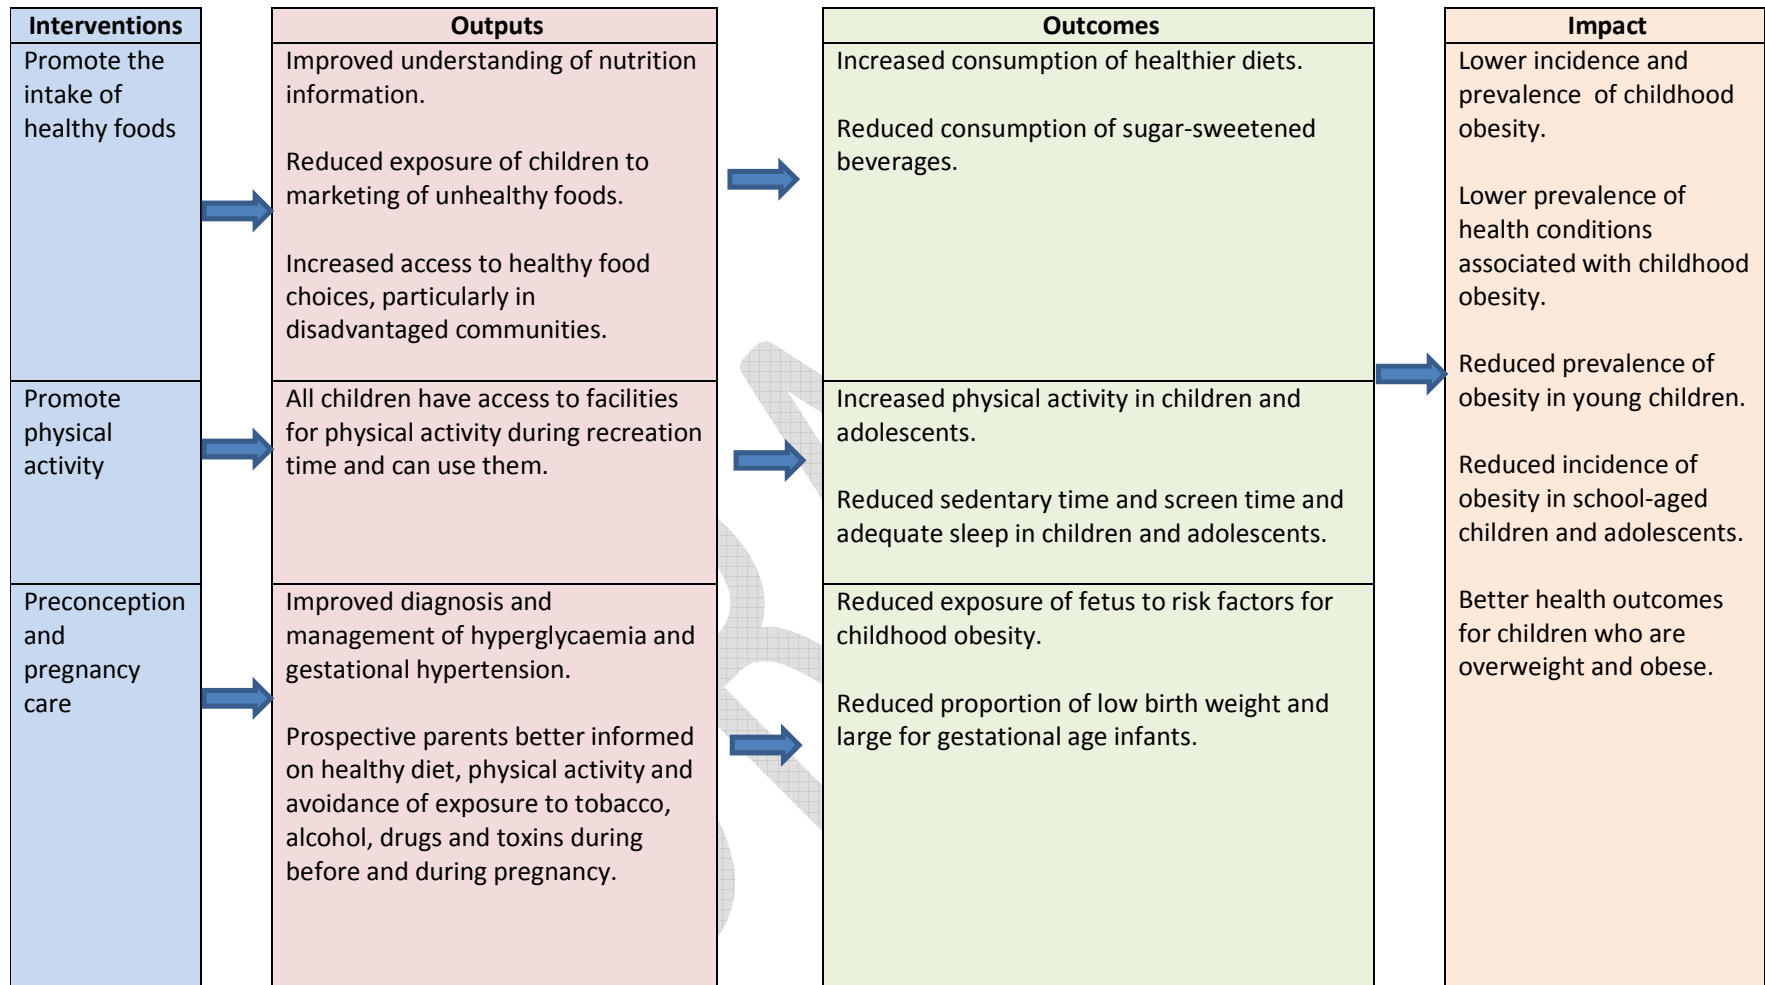 Interventions
Promote the
intake of
healthy foods
Promote
physical
activity
Preconception
and
pregnancy
care
Outputs
Improved understanding of nutrition
information.
Reduced exposure of children to
marketing of unhealthy foods.
Increased access to healthy food
choices, particularly in
disadvantaged communities.
All children have access to facilities
for physical activity during recreation
time and can use them.
Improved diagnosis and
management of hyperglycaemia and
gestational hypertension.
Prospective parents better informed
on healthy diet, physical activity and
avoidance of exposure to tobacco,
alcohol, drugs and toxins during
before and during pregnancy.
Outcomes
Increased consumption of healthier diets.
Reduced consumption of sugar-sweetened
beverages.
Increased physical activity in children and
adolescents.
Reduced sedentary time and screen time and
adequate sleep in children and adolescents.
Reduced exposure of fetus to risk factors for
childhood obesity.
Reduced proportion of low birth weight and
large for gestational age infants.
Impact
Lower incidence and
prevalence of childhood
obesity.
Lower prevalence of
health conditions
associated with childhood
obesity.
Reduced prevalence of
obesity in young children.
Reduced incidence of
obesity in school-aged
children and adolescents.
Better health outcomes
for children who are
overweight and obese.